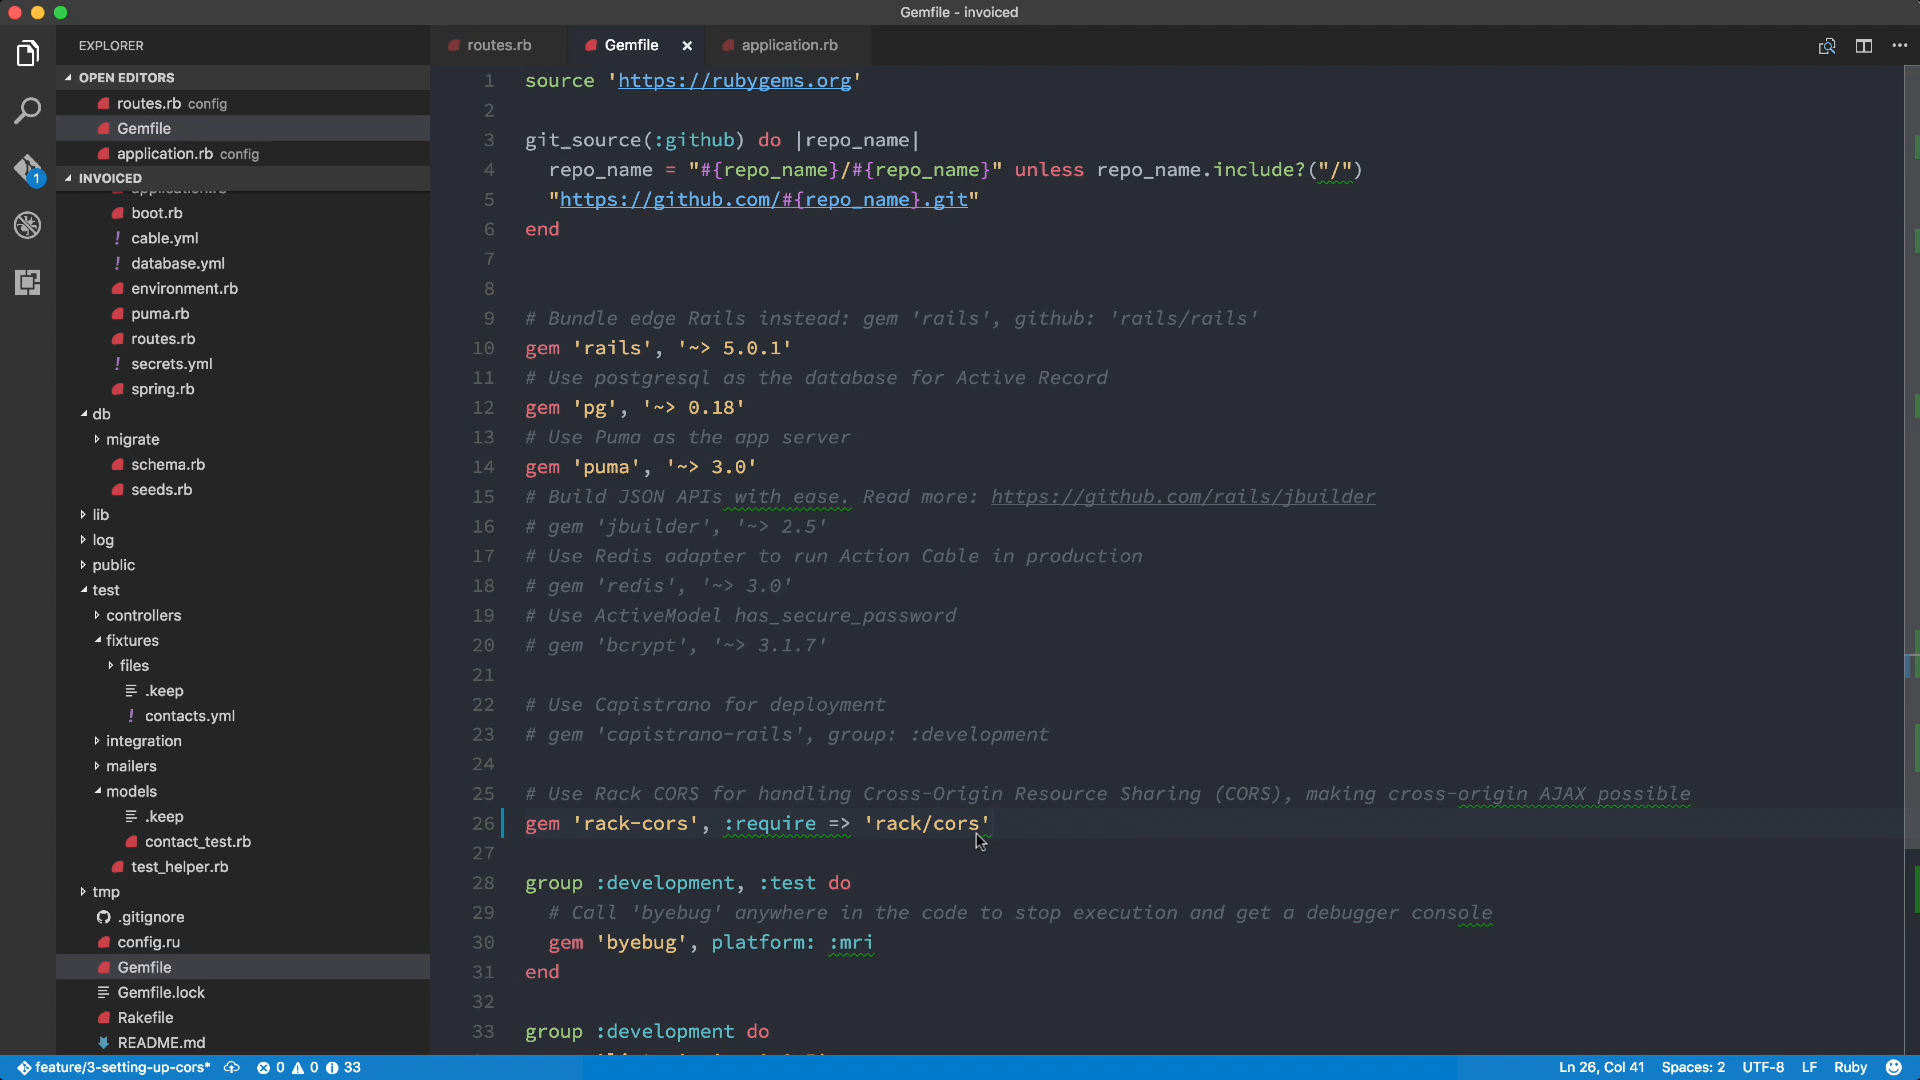 Gemfile - invoiced
EXPLORER
OPEN EDITORS
routes.rb config
Gemfile
application.rb config
INVOICED
application.rb
boot.rb
cable.yml
database.yml
environment.rb
puma.rb
routes.rb
secrets.yml
spring.rb
db
migrate
schema.rb
seeds.rb
lib
log
public
test
controllers
fixtures
files
.keep
contacts.yml
integration
mailers
models
.keep
contact_test.rb
test_helper.rb
tmp
.gitignore
config.ru
Gemfile
Gemfile.lock
Rakefile
README.md
1
routes.rb Gemfile × application.rb
1 source 'https://rubygems.org'
2
3 git_source(:github) do |repo_name|
4 repo_name = "#{repo_name}/#{repo_name}" unless repo_name.include?("/")
5 "https://github.com/#{repo_name}.git"
6 end
7
8
9 # Bundle edge Rails instead: gem 'rails', github: 'rails/rails'
10 gem 'rails', '~> 5.0.1'
11 # Use postgresql as the database for Active Record
12 gem 'pg', '~> 0.18'
13 # Use Puma as the app server
14 gem 'puma', '~> 3.0'
15 # Build JSON APIs with ease. Read more: https://github.com/rails/jbuilder
16 # gem 'jbuilder', '~> 2.5'
17 # Use Redis adapter to run Action Cable in production
18 # gem 'redis', '~> 3.0'
19 # Use ActiveModel has_secure_password
20 # gem 'bcrypt', '~> 3.1.7'
21
22 # Use Capistrano for deployment
23 # gem 'capistrano-rails', group: :development
24
25 # Use Rack CORS for handling Cross-Origin Resource Sharing (CORS), making cross-origin AJAX possible
26 gem 'rack-cors', :require => 'rack/cors'
27
28 group :development, :test do
29 # Call 'byebug' anywhere in the code to stop execution and get a debugger console
30 gem 'byebug', platform: :mri
31 end
32
33 group :development do
feature/3-setting-up-cors* 0 0 33 Ln 26, Col 41 Spaces: 2 UTF-8 LF Ruby